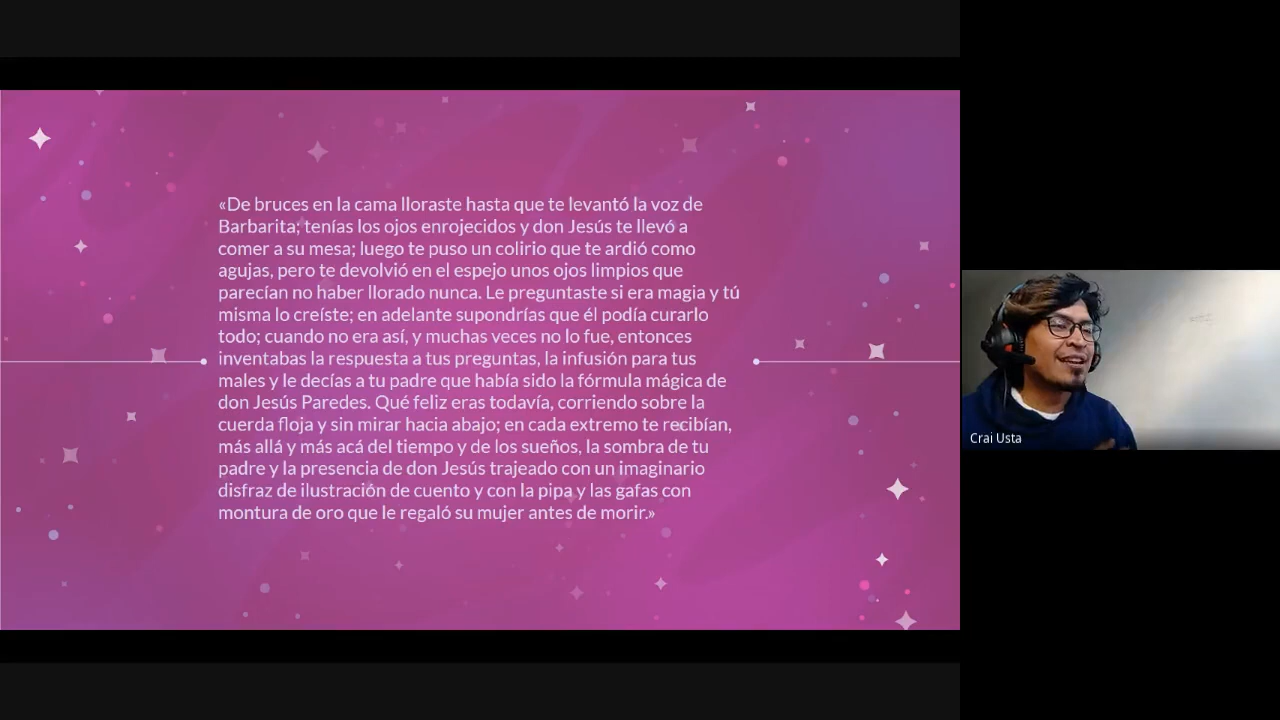 «De bruces en la cama lloraste hasta que te levantó la voz de
Barbarita; tenías los ojos enrojecidos y don Jesús te llevó a
comer a su mesa; luego te puso un colirio que te ardió como
agujas, pero te devolvió en el espejo unos ojos limpios que
parecían no haber llorado nunca. Le preguntaste si era magia y tú
misma lo creíste; en adelante supondrías que él podía curarlo
todo; cuando no era así, y muchas veces no lo fue, entonces
inventabas la respuesta a tus preguntas, la infusión para tus
males y le decías a tu padre que había sido la fórmula mágica de
don Jesús Paredes. Qué feliz eras todavía, corriendo sobre la
cuerda floja y sin mirar hacia abajo; en cada extremo te recibían,
más allá y más acá del tiempo y de los sueños, la sombra de tu
padre y la presencia de don Jesús trajeado con un imaginario
disfraz de ilustración de cuento y con la pipa y las gafas con
montura de oro que le regaló su mujer antes de morir.»
Crai Usta